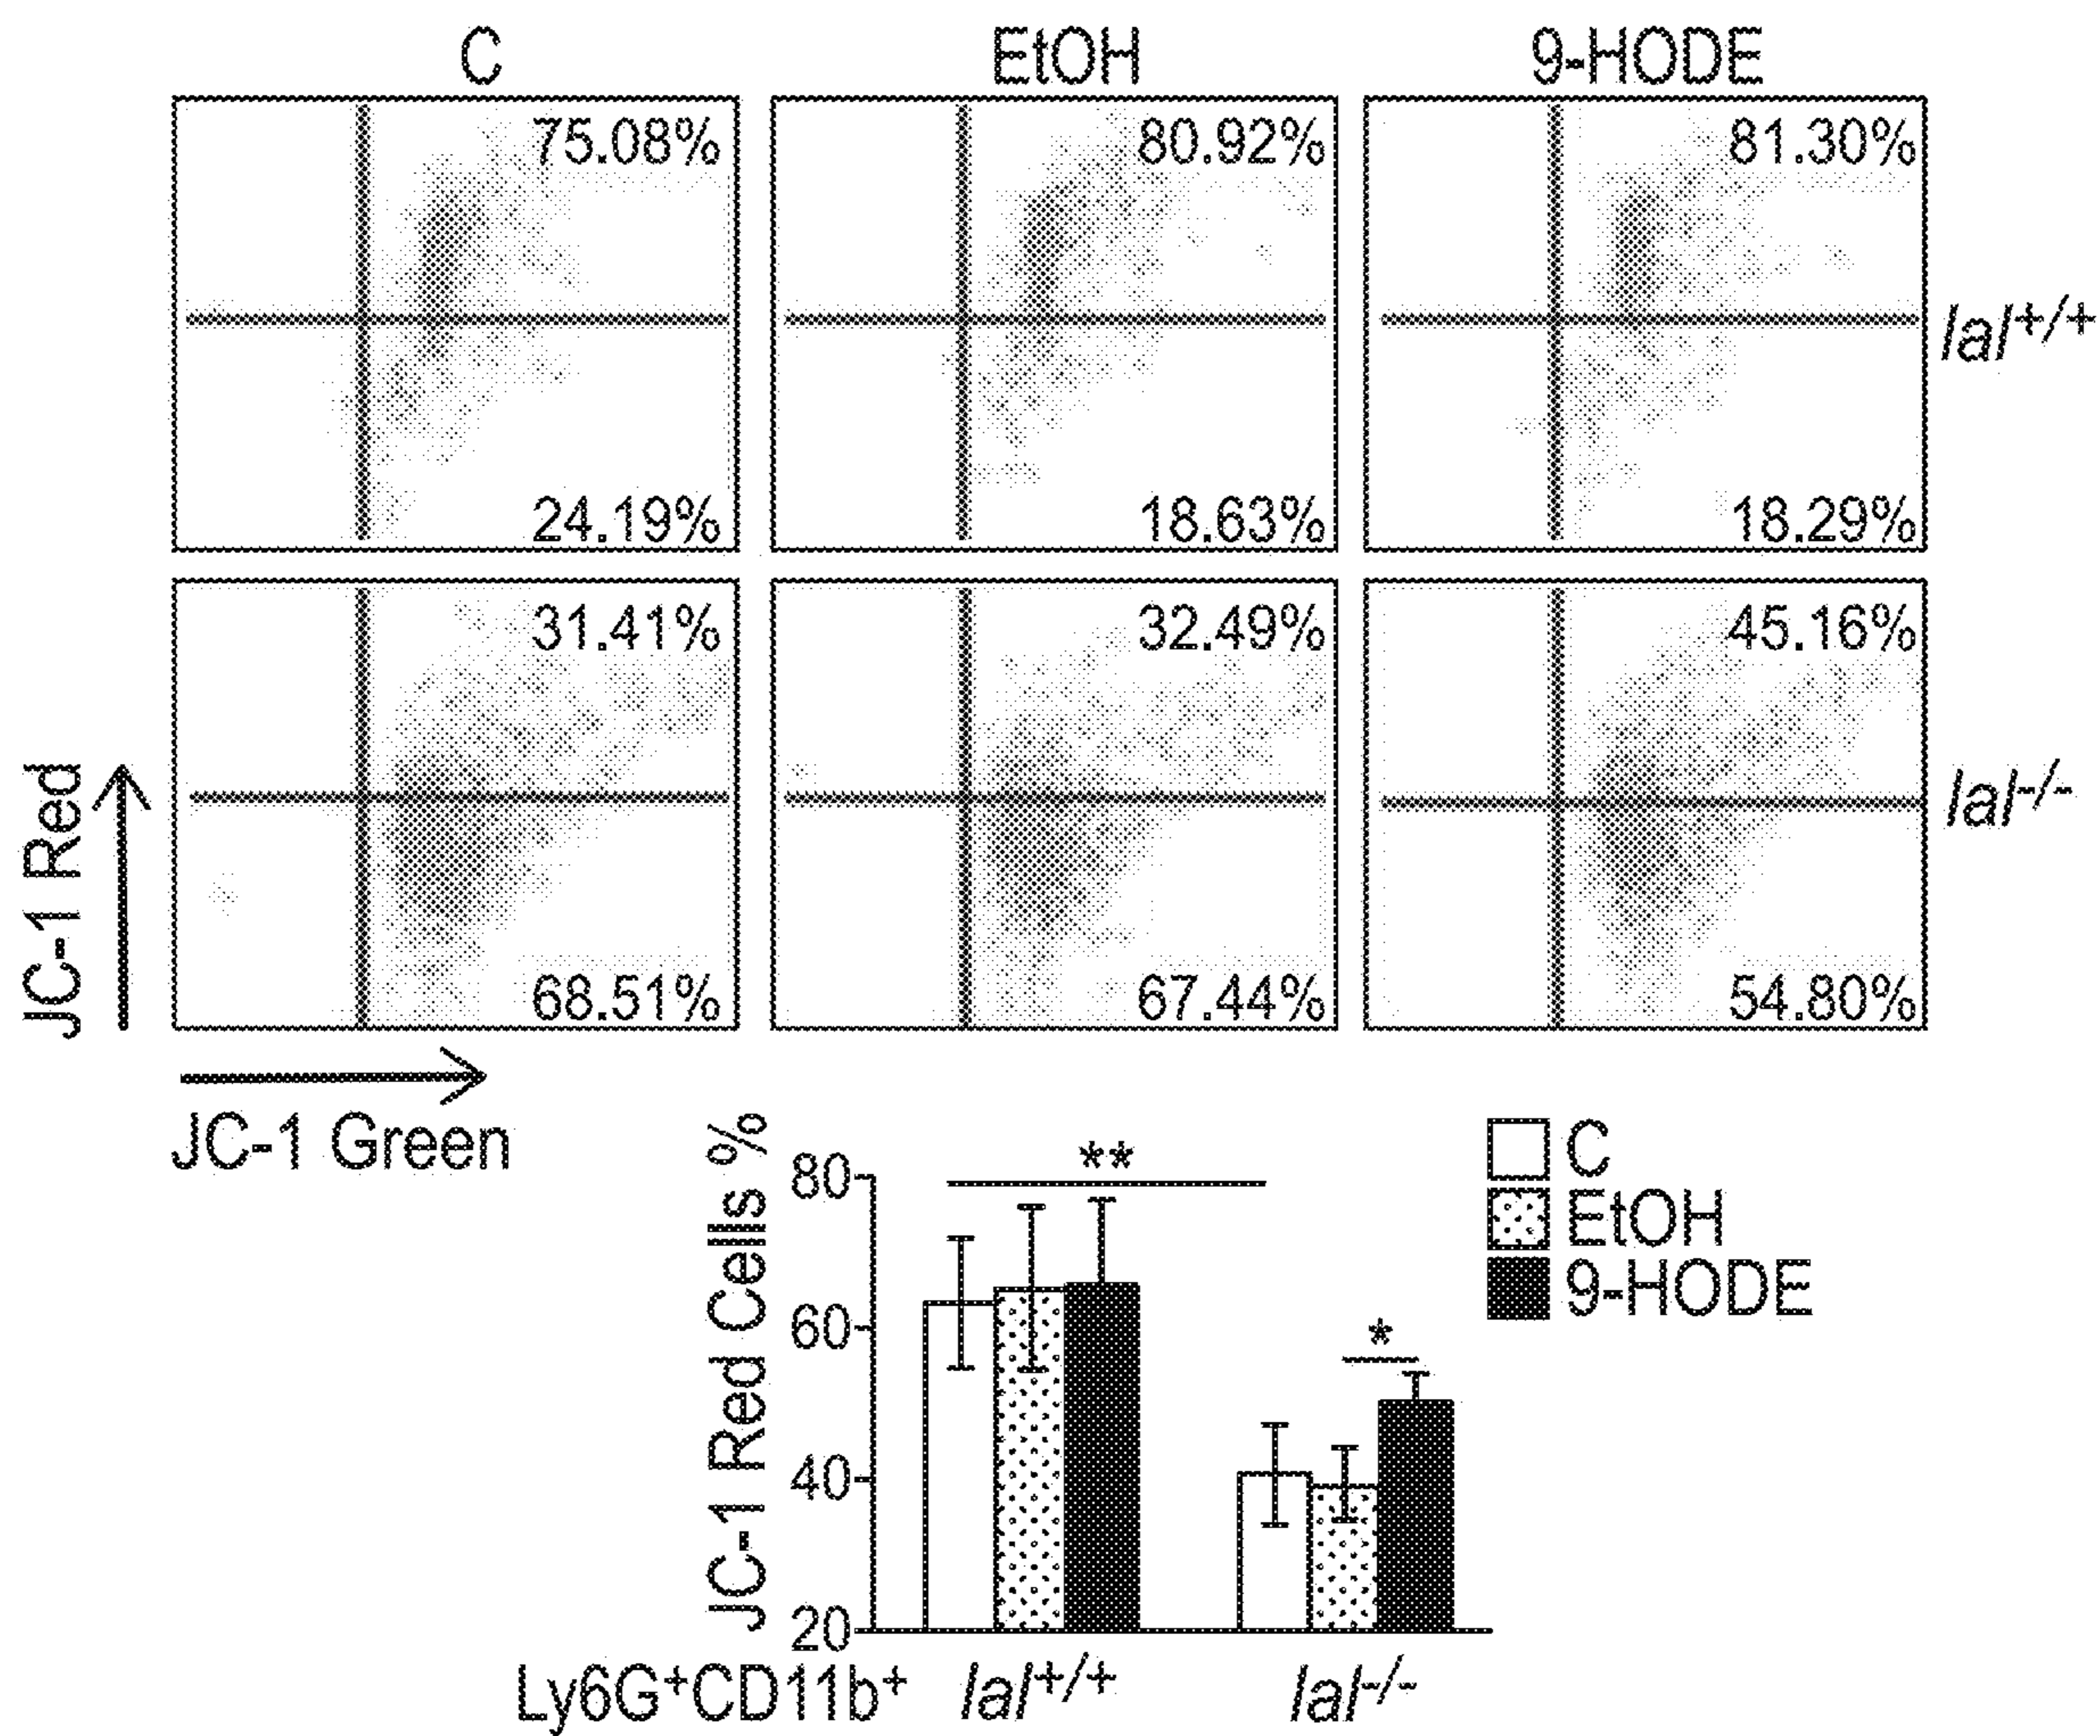 C EtOH 9-HODE
75.08% 80.92% 81.30%
lal+/+
24.19% 18.63% 18.29%
31.41% 32.49% 45.16%
lal-/-
68.51% 67.44% 54.80%
JC-1 Red
JC-1 Green
JC-1 Red Cells %
80
60
40
20
**
*
C
EtOH
9-HODE
Ly6G+CD11b+ lal+/+ lal-/-